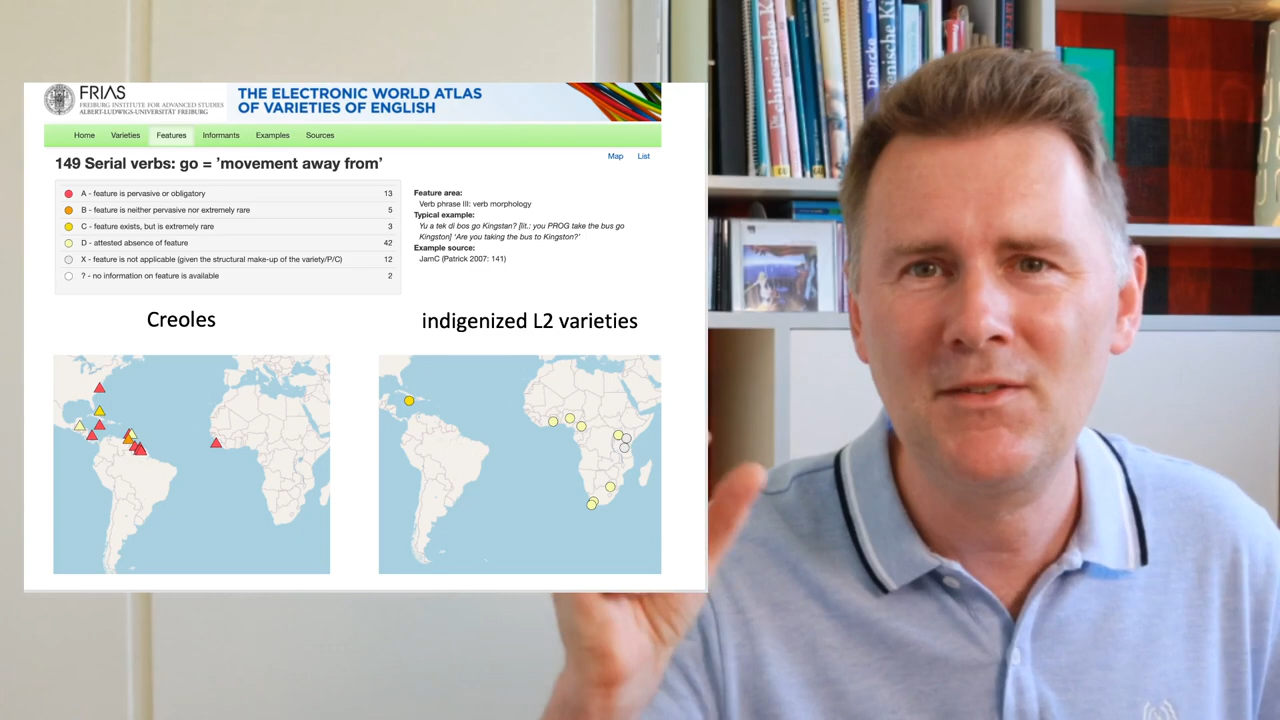 FRIAS
FREIBURG INSTITUTE FOR ADVANCED STUDIES
ALBERT-LUDWIGS-UNIVERSITÄT FREIBURG
THE ELECTRONIC WORLD ATLAS
OF VARIETIES OF ENGLISH
Home Varieties Features Informants Examples Sources
149 Serial verbs: go = ’movement away from’
Map List
A - feature is pervasive or obligatory 13
B - feature is neither pervasive nor extremely rare 5
C - feature exists, but is extremely rare 3
D - attested absence of feature 42
X - feature is not applicable (given the structural make-up of the variety/P/C) 12
? - no information on feature is available 2
Feature area:
Verb phrase III: verb morphology
Typical example:
Yu a tek di bos go Kingstan? [lit.: you PROG take the bus go
Kingston] ‘Are you taking the bus to Kingston?’
Example source:
JamC (Patrick 2007: 141)
Creoles
indigenized L2 varieties
chinesische K
Diercke